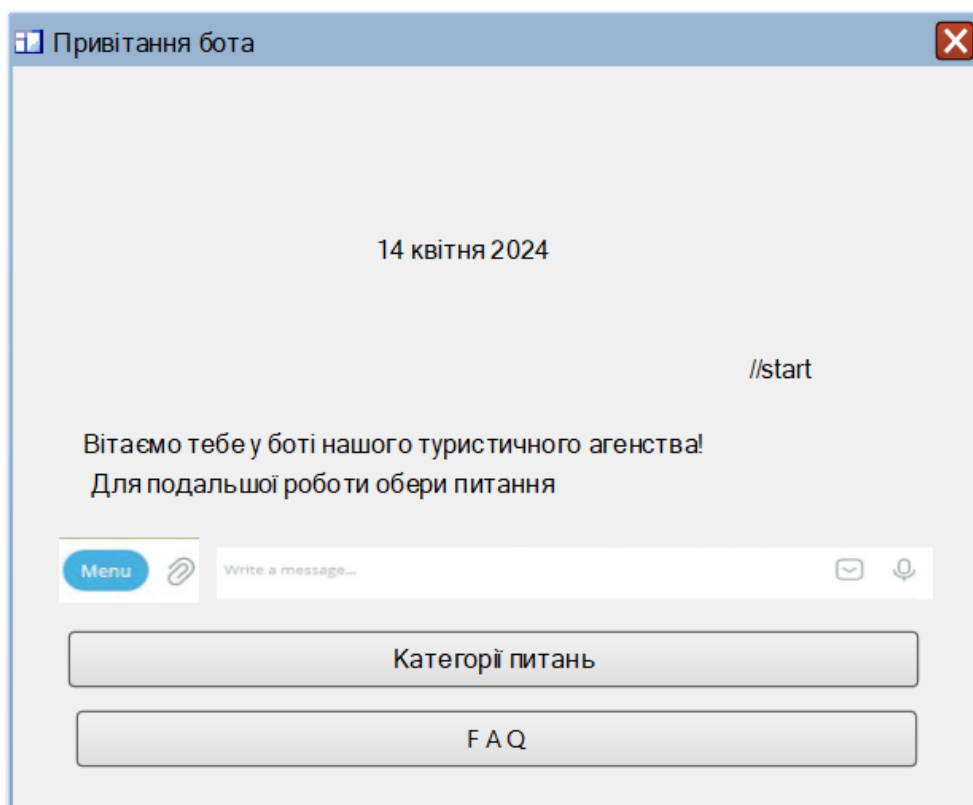 Привітання бота
14 квітня 2024
//start
Вітаємо тебе у боті нашого туристичного агенства!
Для подальшої роботи обери питання
Menu
Write a message...
Категорії питань
F A Q